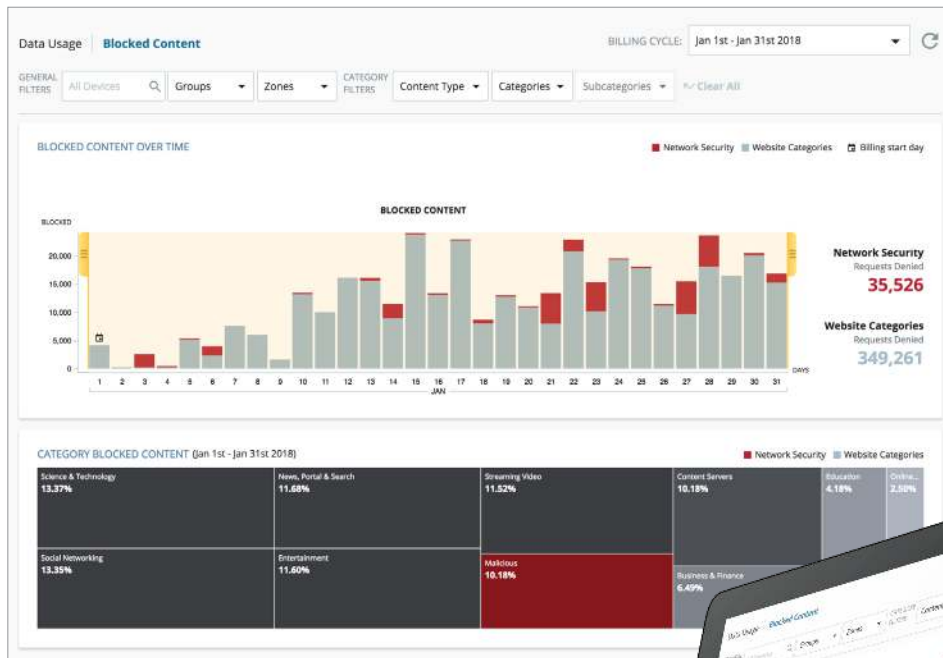 Data Usage Blocked Content BILLING CYCLE: Jan 1st - Jan 31st 2018
GENERAL FILTERS All Devices Groups Zones CATEGORY FILTERS Content Type Categories Subcategories Clear All
BLOCKED CONTENT OVER TIME Network Security Website Categories Billing start day
BLOCKED CONTENT
BLOCKED
20,000
15,000
10,000
5,000
0
1 2 3 4 5 6 7 8 9 10 11 12 13 14 15 16 17 18 19 20 21 22 23 24 25 26 27 28 29 30 31 DAYS
JAN
Network Security
Requests Denied
35,526
Website Categories
Requests Denied
349,261
CATEGORY BLOCKED CONTENT (Jan 1st - Jan 31st 2018) Network Security Website Categories
Science & Technology
13.37%
News, Portal & Search
11.68%
Streaming Video
11.52%
Content Servers
10.18%
Education
4.18%
Online...
2.50%
Social Networking
13.35%
Entertainment
11.60%
Malicious
10.18%
Business & Finance
6.49%
Data Usage Blocked Content
Groups Zones Content